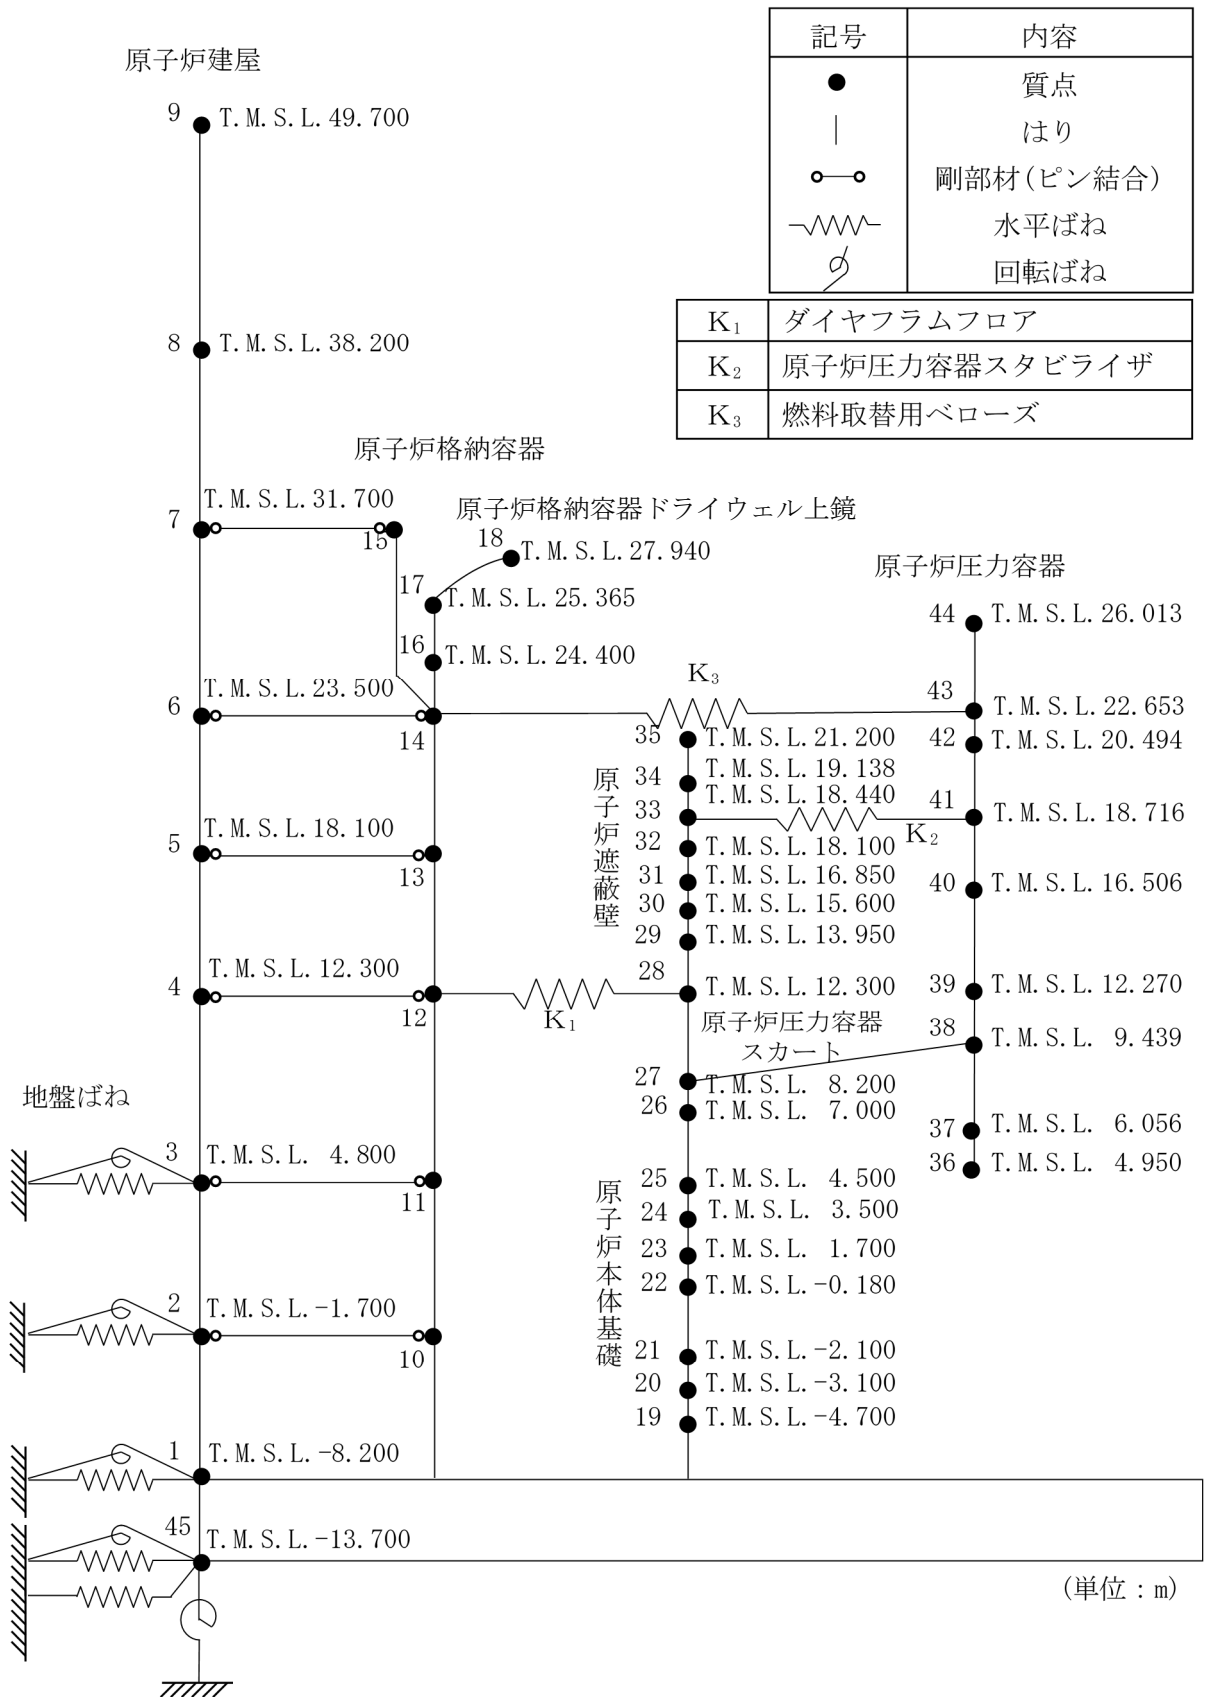 記号 内容
質点
はり
剛部材(ピン結合)
水平ばね
回転ばね
K₁ ダイヤフラムフロア
K₂ 原子炉圧力容器スタビライザ
K₃ 燃料取替用ベローズ
原子炉建屋
9 T.M.S.L.49.700
8 T.M.S.L.38.200
7 T.M.S.L.31.700
6 T.M.S.L.23.500
5 T.M.S.L.18.100
4 T.M.S.L.12.300
地盤ばね
3 T.M.S.L. 4.800
2 T.M.S.L.-1.700
1 T.M.S.L.-8.200
45 T.M.S.L.-13.700
原子炉格納容器
15
原子炉格納容器ドライウェル上鏡
18 T.M.S.L.27.940
17 T.M.S.L.25.365
16 T.M.S.L.24.400
14
13
12
11
10
K₃
K₂
K₁
原子炉遮蔽壁
35 T.M.S.L.21.200
34 T.M.S.L.19.138
33 T.M.S.L.18.440
32 T.M.S.L.18.100
31 T.M.S.L.16.850
30 T.M.S.L.15.600
29 T.M.S.L.13.950
28 T.M.S.L.12.300
原子炉圧力容器
スカート
27 T.M.S.L. 8.200
26 T.M.S.L. 7.000
原子炉本体基礎
25 T.M.S.L. 4.500
24 T.M.S.L. 3.500
23 T.M.S.L. 1.700
22 T.M.S.L.-0.180
21 T.M.S.L.-2.100
20 T.M.S.L.-3.100
19 T.M.S.L.-4.700
原子炉圧力容器
44 T.M.S.L.26.013
43 T.M.S.L.22.653
42 T.M.S.L.20.494
41 T.M.S.L.18.716
40 T.M.S.L.16.506
39 T.M.S.L.12.270
38 T.M.S.L. 9.439
37 T.M.S.L. 6.056
36 T.M.S.L. 4.950
(単位：m)